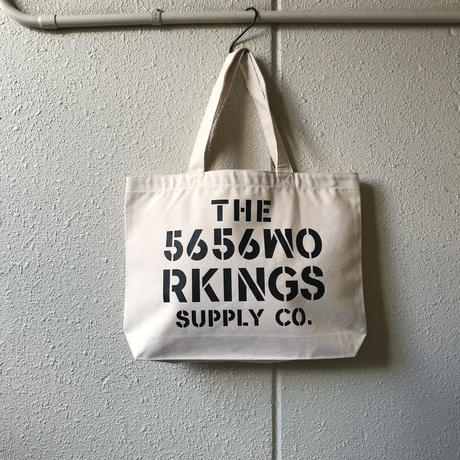 THE
5656WO
RKINGS
SUPPLY CO.